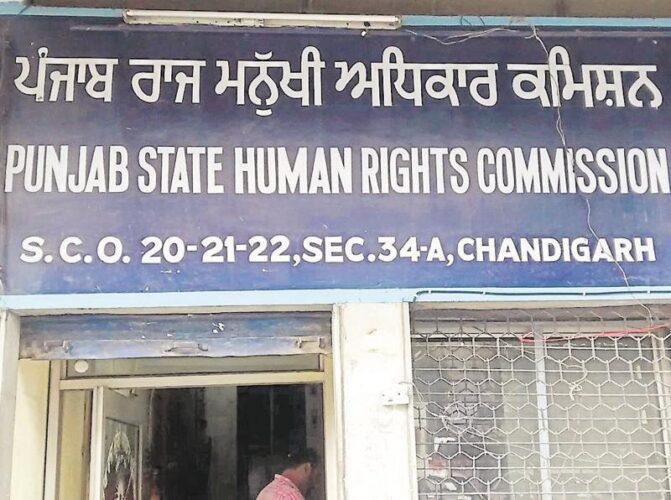 ਪੰਜਾਬ ਰਾਜ ਮਨੁੱਖੀ ਅਧਿਕਾਰ ਕਮਿਸ਼ਨ
PUNJAB STATE HUMAN RIGHTS COMMISSION
S.C.O. 20-21-22, SEC.34-A, CHANDIGARH